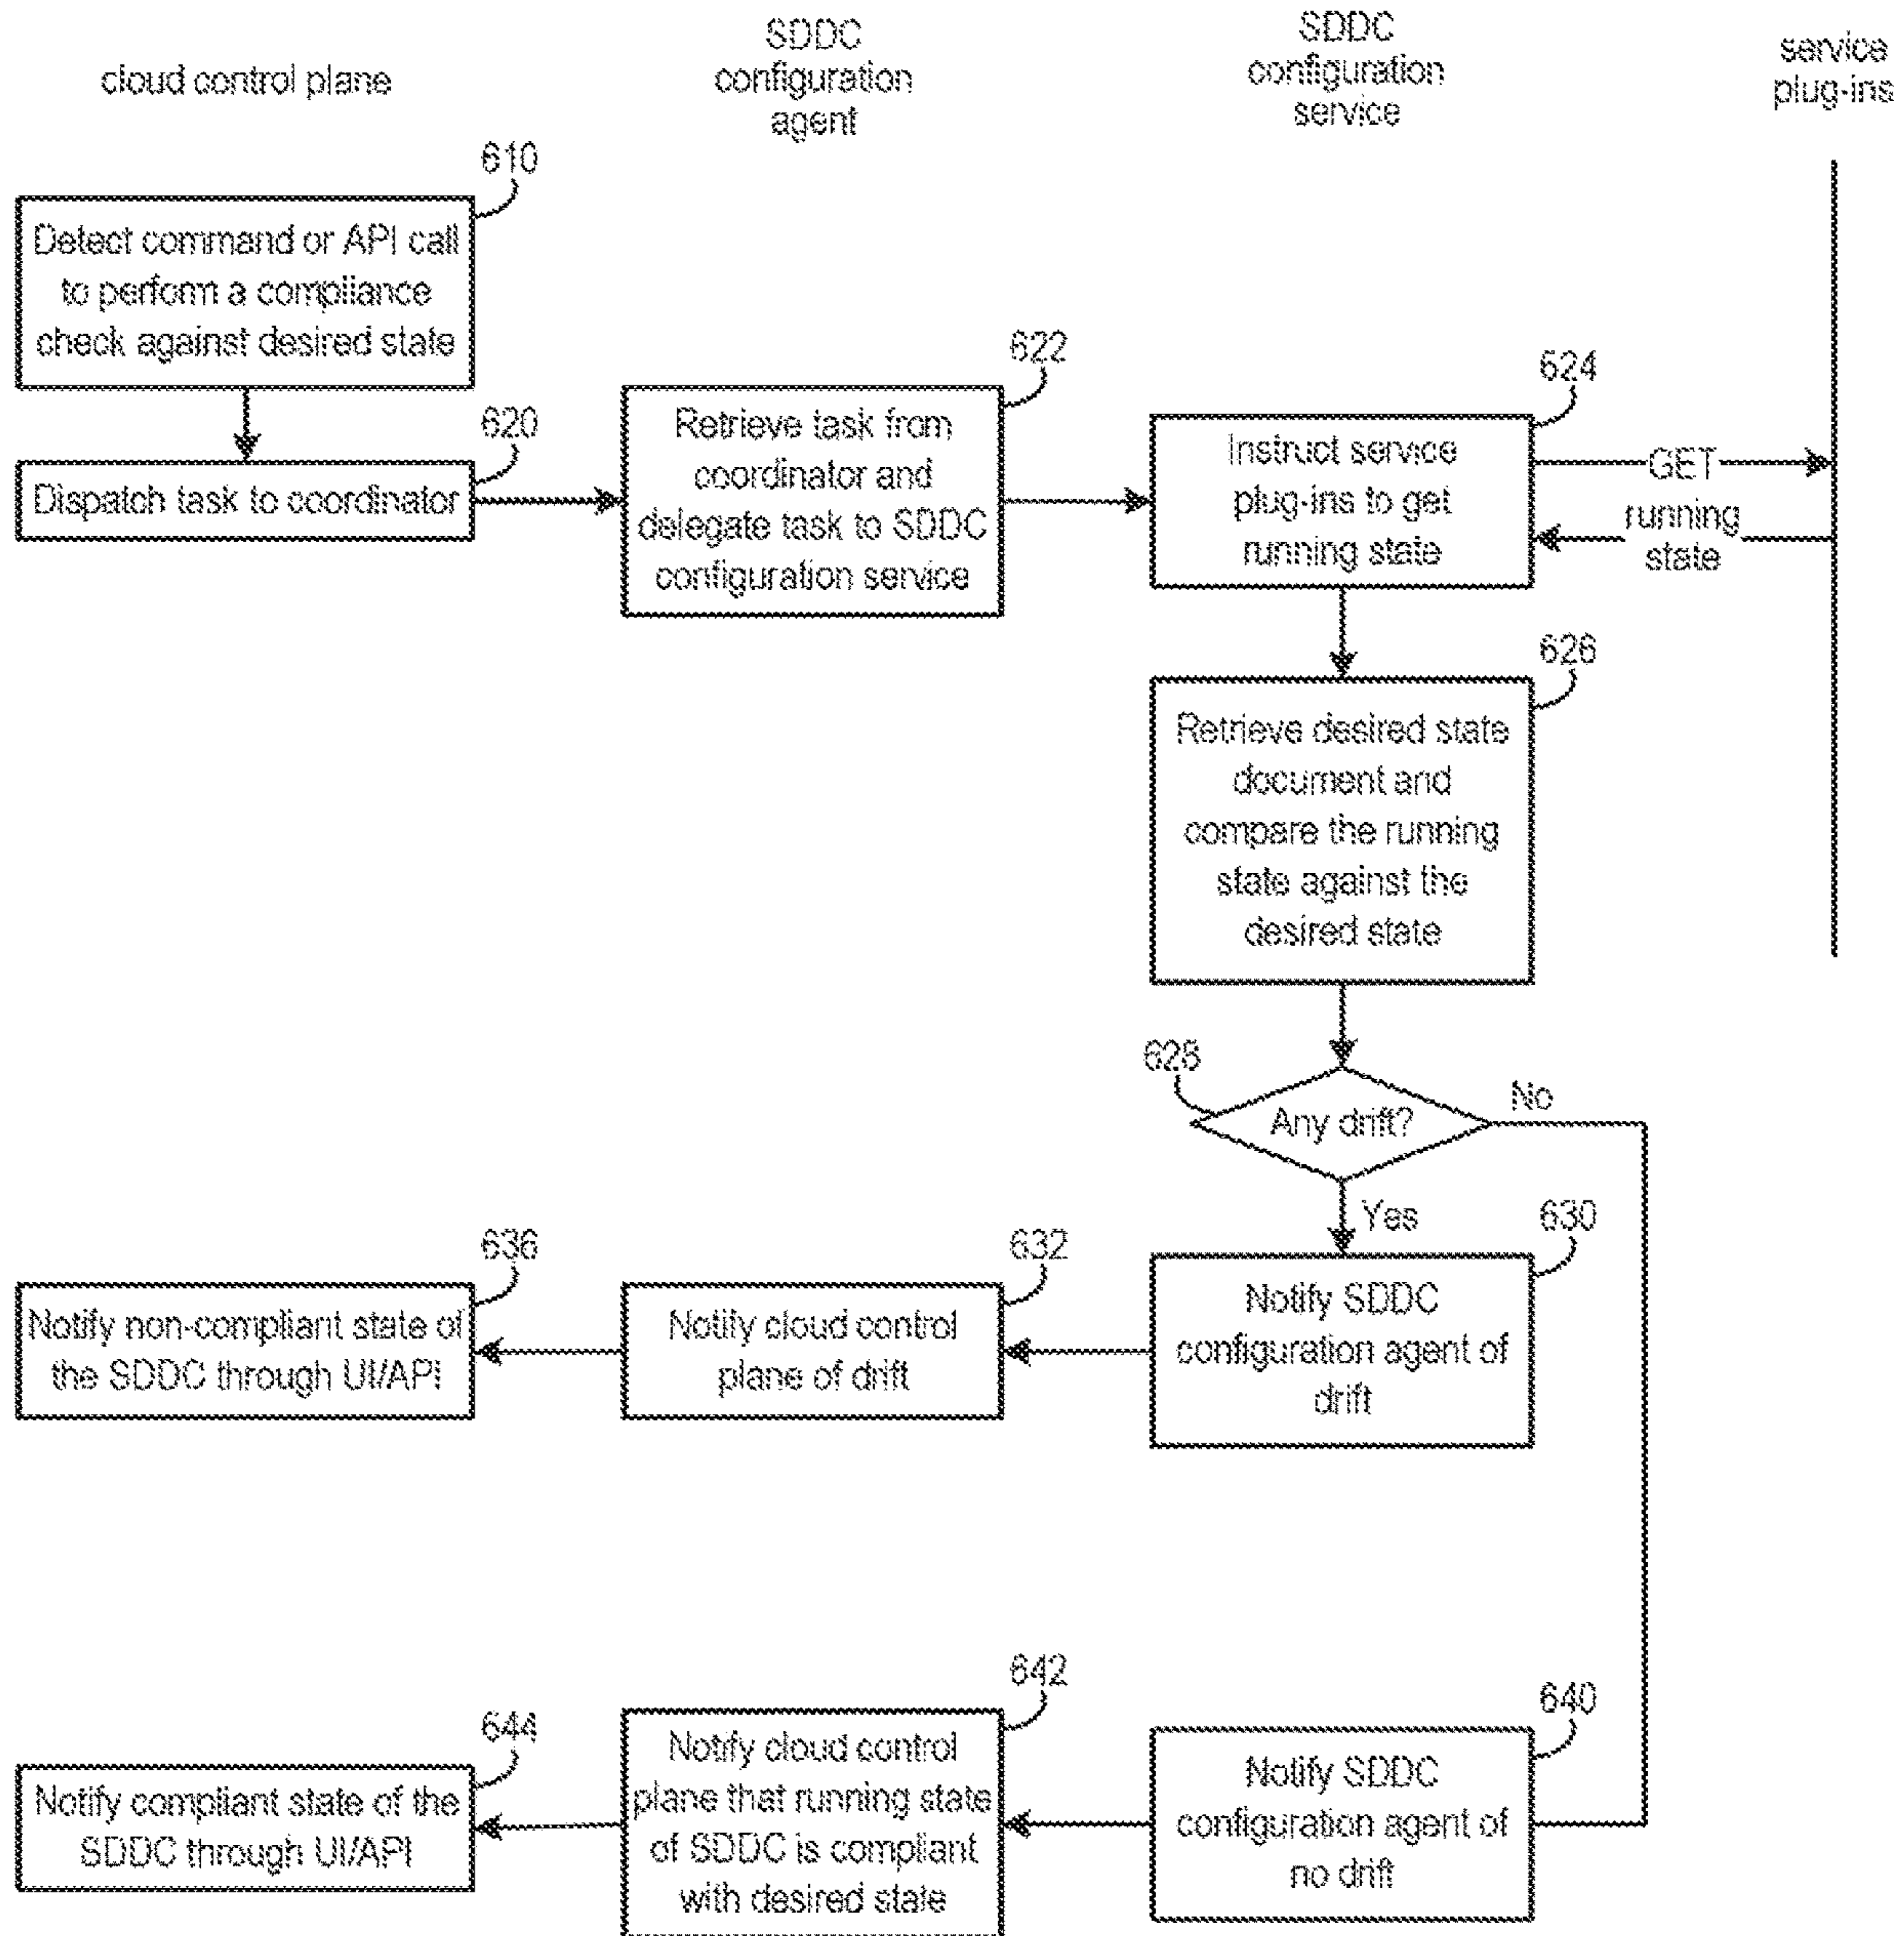 cloud control plane
SDDC
configuration
agent
SDDC
configuration
service
service
plug-ins
610
Detect command or API call
to perform a compliance
check against desired state
620
Dispatch task to coordinator
622
Retrieve task from
coordinator and
delegate task to SDDC
configuration service
624
Instruct service
plug-ins to get
running state
GET
running
state
626
Retrieve desired state
document and
compare the running
state against the
desired state
628
Any drift?
No
Yes
630
Notify SDDC
configuration agent of
drift
632
Notify cloud control
plane of drift
636
Notify non-compliant state of
the SDDC through UI/API
640
Notify SDDC
configuration agent of
no drift
642
Notify cloud control
plane that running state
of SDDC is compliant
with desired state
644
Notify compliant state of the
SDDC through UI/API